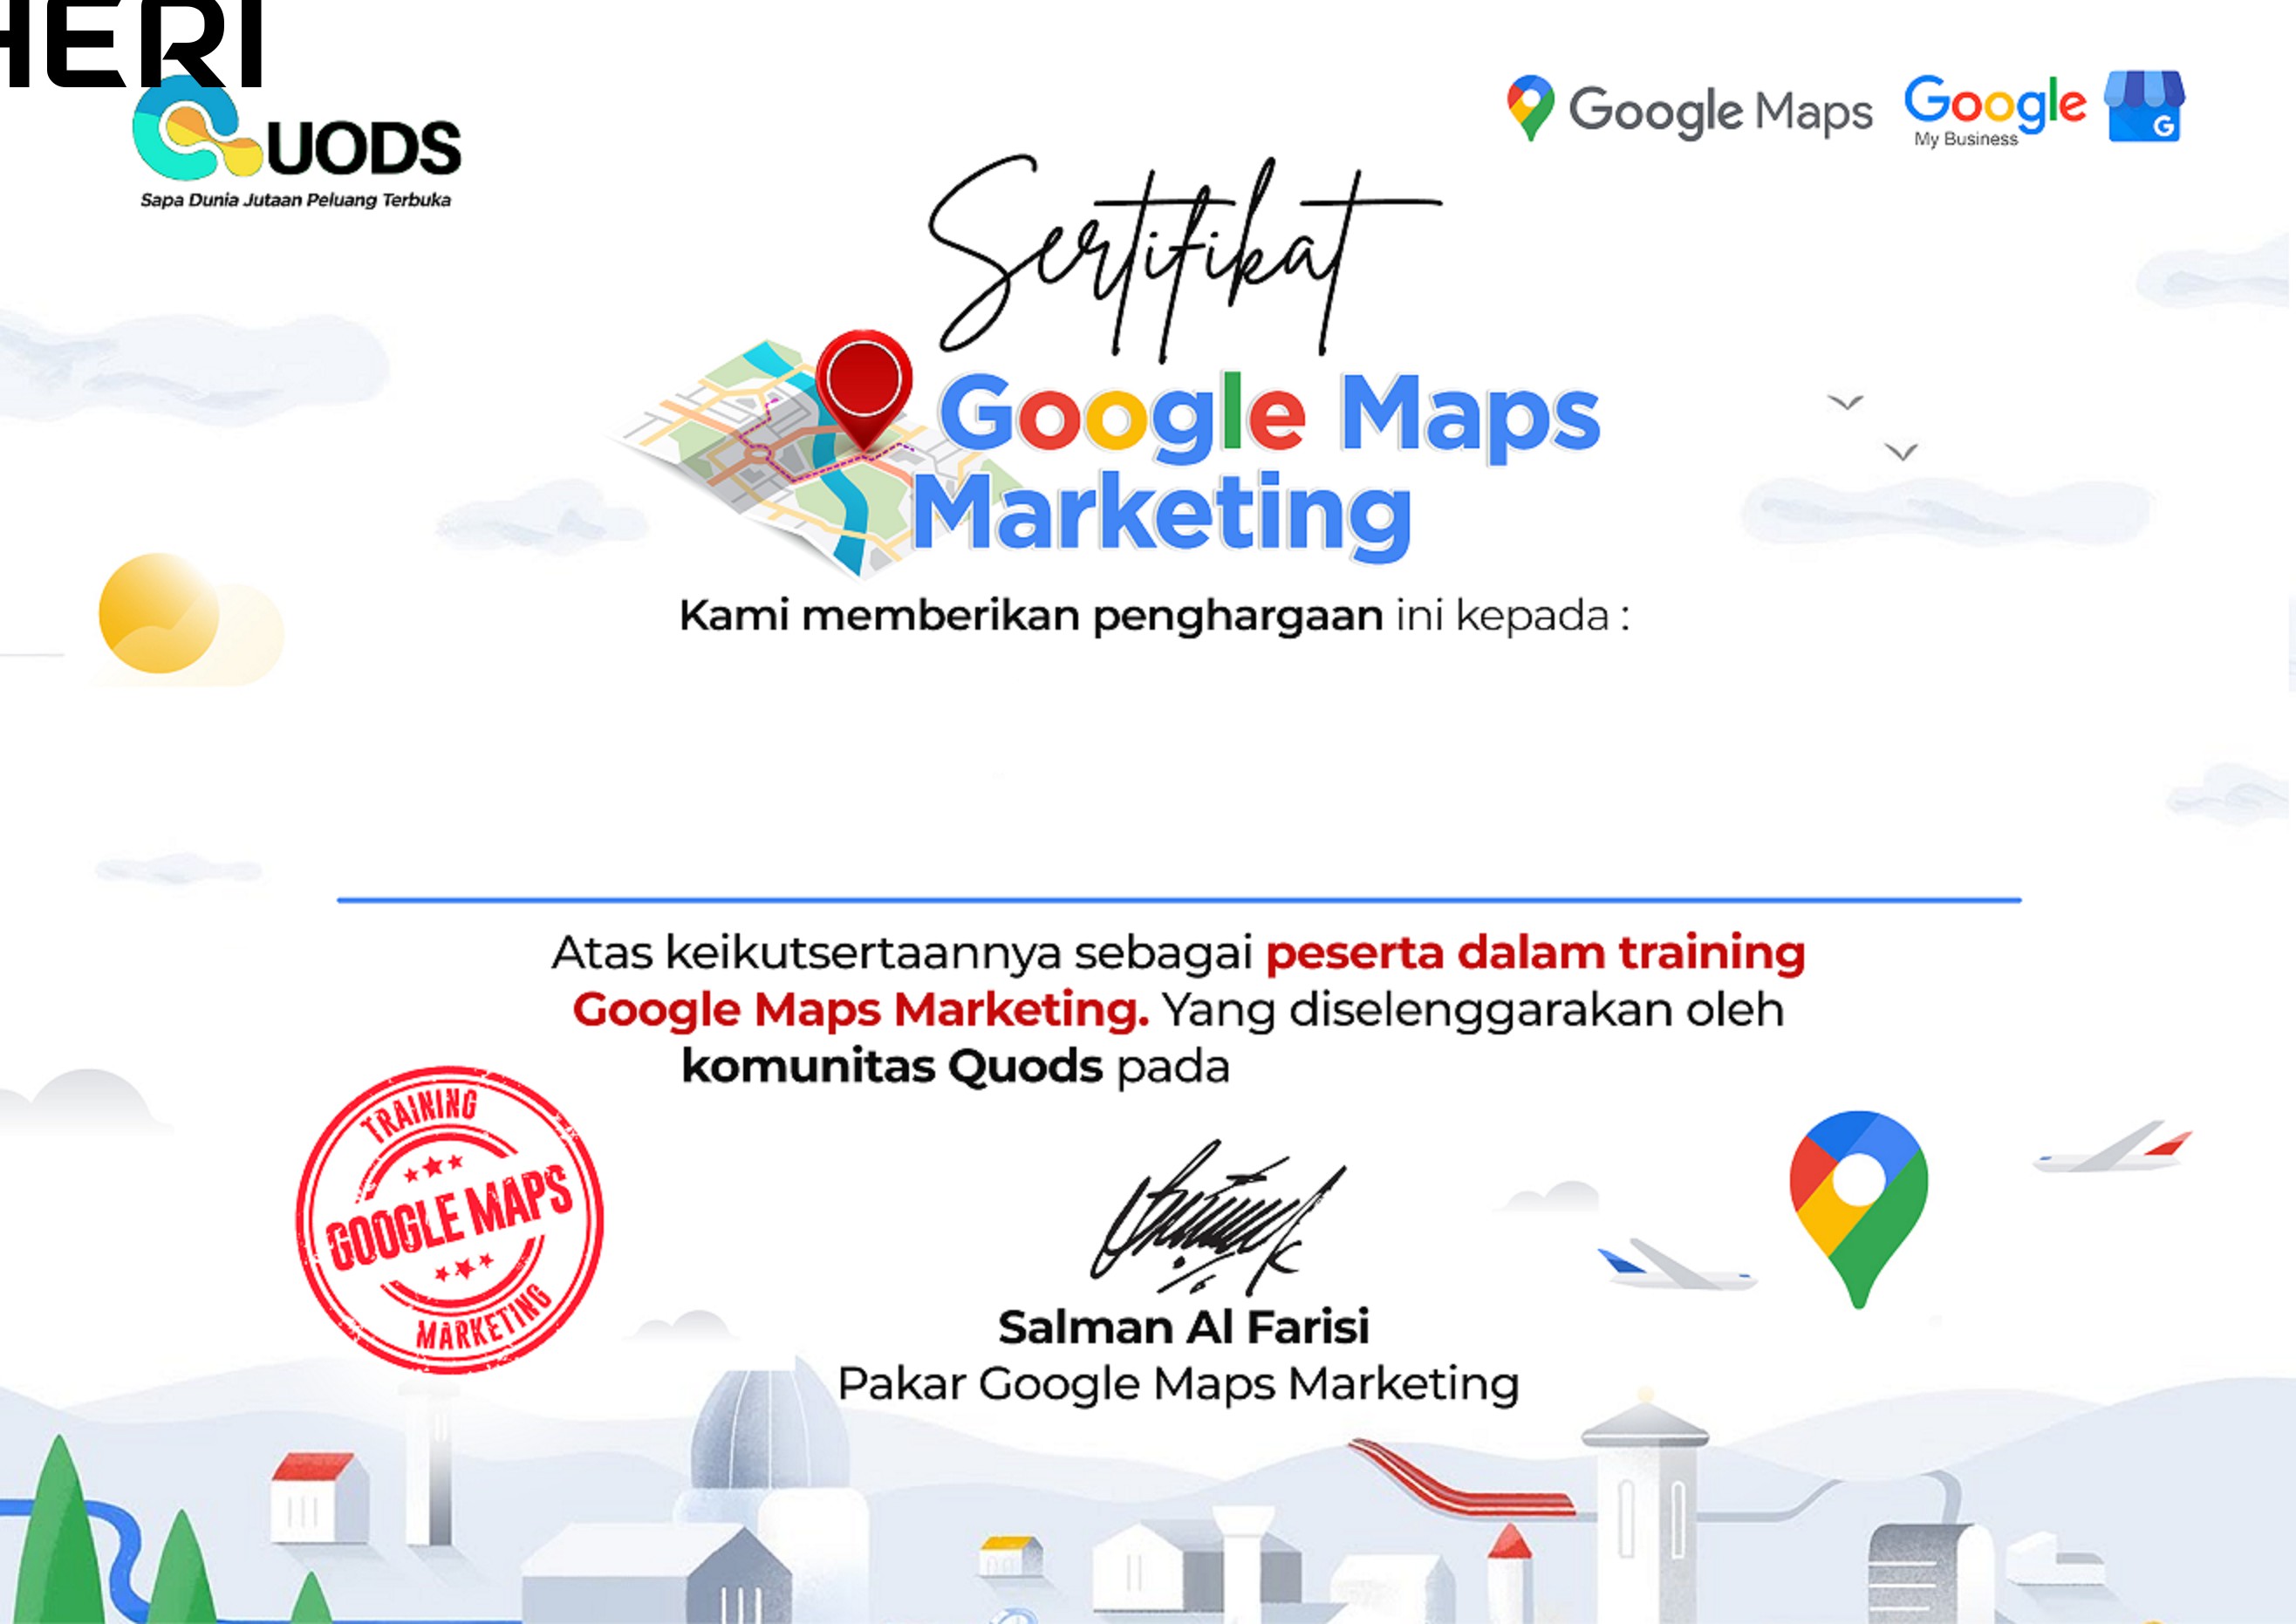 HERI
QUODS
Sapa Dunia Jutaan Peluang Terbuka
Google Maps
Google
My Business
G
Sertifikat
Google Maps
Marketing
Kami memberikan penghargaan ini kepada :
Atas keikutsertaannya sebagai peserta dalam training
Google Maps Marketing. Yang diselenggarakan oleh
komunitas Quods pada
TRAINING
GOOGLE MAPS
MARKETING
Salman Al Farisi
Pakar Google Maps Marketing